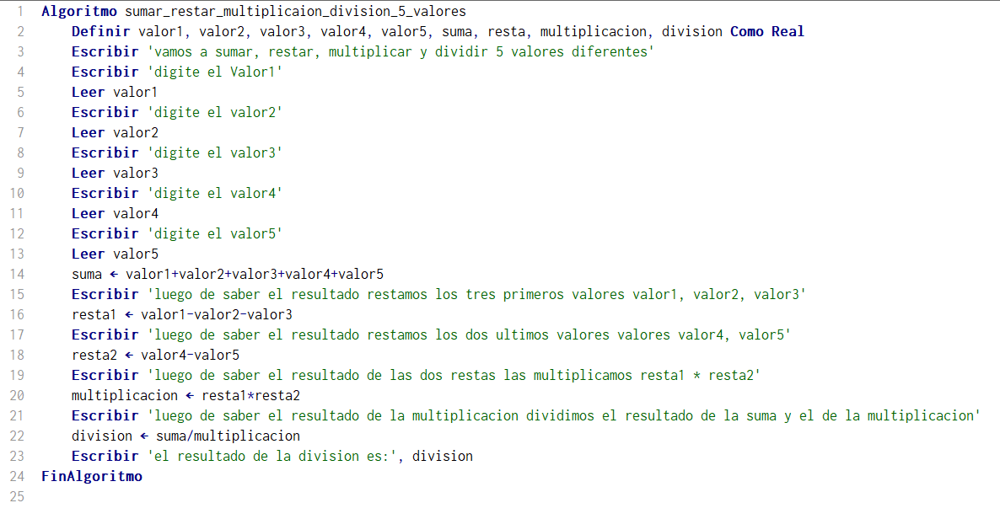 1 Algoritmo sumar_restar_multiplicaion_division_5_valores
2 Definir valor1, valor2, valor3, valor4, valor5, suma, resta, multiplicacion, division Como Real
3 Escribir 'vamos a sumar, restar, multiplicar y dividir 5 valores diferentes'
4 Escribir 'digite el Valor1'
5 Leer valor1
6 Escribir 'digite el valor2'
7 Leer valor2
8 Escribir 'digite el valor3'
9 Leer valor3
10 Escribir 'digite el valor4'
11 Leer valor4
12 Escribir 'digite el valor5'
13 Leer valor5
14 suma ← valor1+valor2+valor3+valor4+valor5
15 Escribir 'luego de saber el resultado restamos los tres primeros valores valor1, valor2, valor3'
16 resta1 ← valor1-valor2-valor3
17 Escribir 'luego de saber el resultado restamos los dos ultimos valores valores valor4, valor5'
18 resta2 ← valor4-valor5
19 Escribir 'luego de saber el resultado de las dos restas las multiplicamos resta1 * resta2'
20 multiplicacion ← resta1*resta2
21 Escribir 'luego de saber el resultado de la multiplicacion dividimos el resultado de la suma y el de la multiplicacion'
22 division ← suma/multiplicacion
23 Escribir 'el resultado de la division es:', division
24 FinAlgoritmo
25